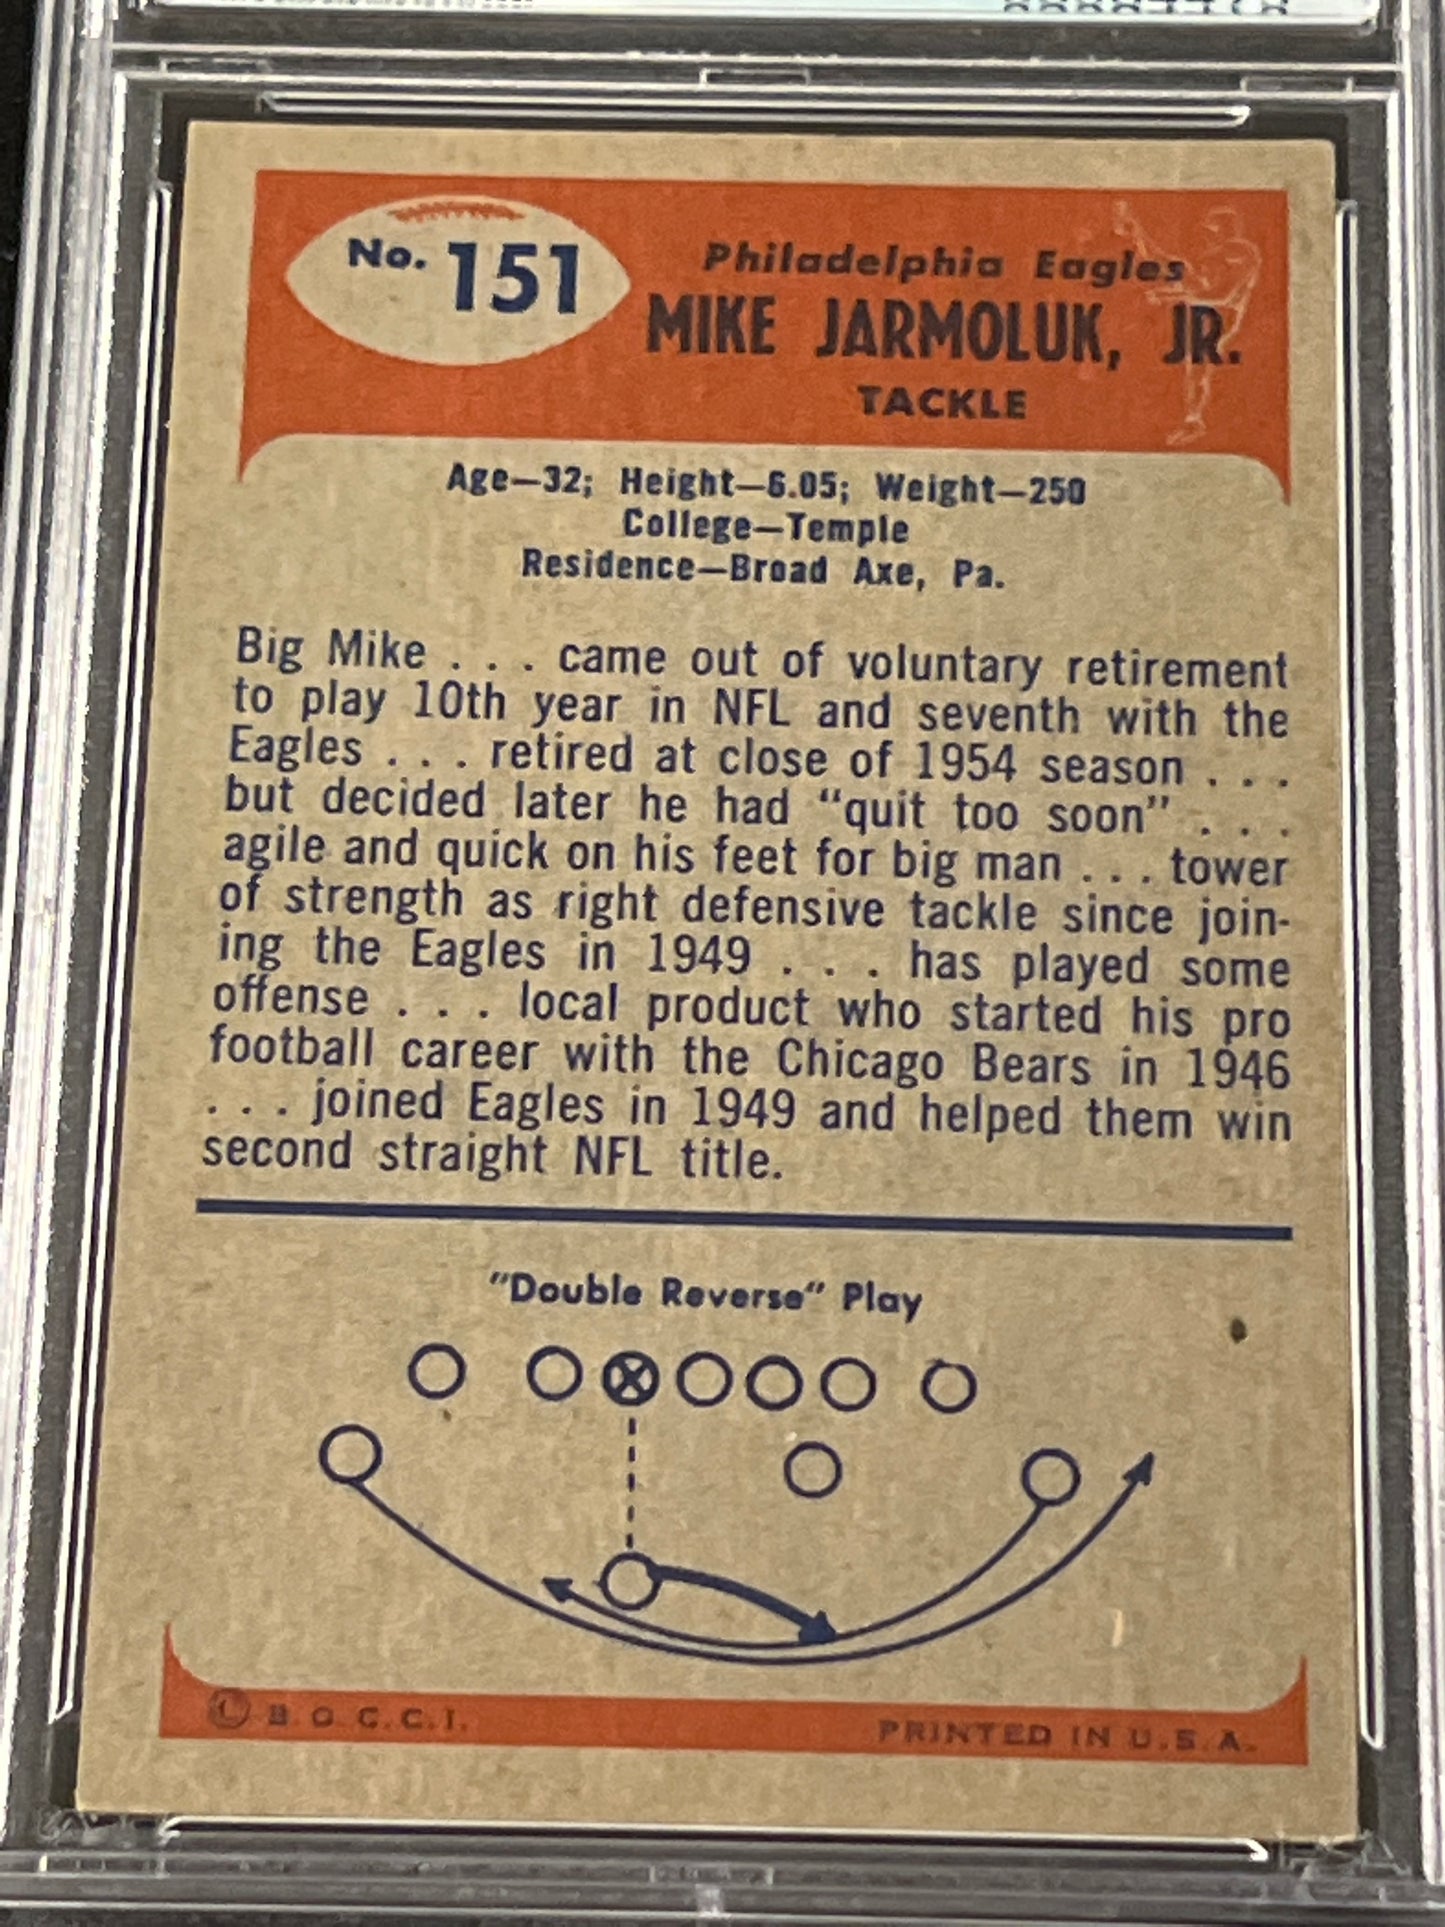 No. 151
Philadelphia Eagles
MIKE JARMOLUK, JR.
TACKLE
Age—32; Height—6.05; Weight—250
College—Temple
Residence—Broad Axe, Pa.
Big Mike . . . came out of voluntary retirement
to play 10th year in NFL and seventh with the
Eagles . . . retired at close of 1954 season . . .
but decided later he had “quit too soon” . . .
agile and quick on his feet for big man . . . tower
of strength as right defensive tackle since join-
ing the Eagles in 1949 . . . has played some
offense . . . local product who started his pro
football career with the Chicago Bears in 1946
. . . joined Eagles in 1949 and helped them win
second straight NFL title.
"Double Reverse" Play
B. G. C. C. I.
PRINTED IN U.S.A.